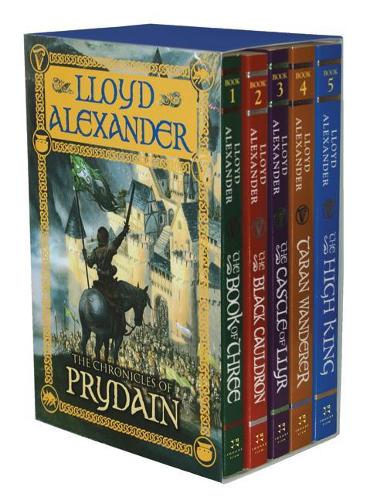 LLOYD
ALEXANDER
THE CHRONICLES OF
PRYDAIN
BOOK
1
LLOYD
ALEXANDER
THE BOOK OF THREE
BOOK
2
LLOYD
ALEXANDER
THE BLACK CAULDRON
BOOK
3
LLOYD
ALEXANDER
THE CASTLE OF LLYR
BOOK
4
LLOYD
ALEXANDER
TARAN WANDERER
BOOK
5
LLOYD
ALEXANDER
THE HIGH KING